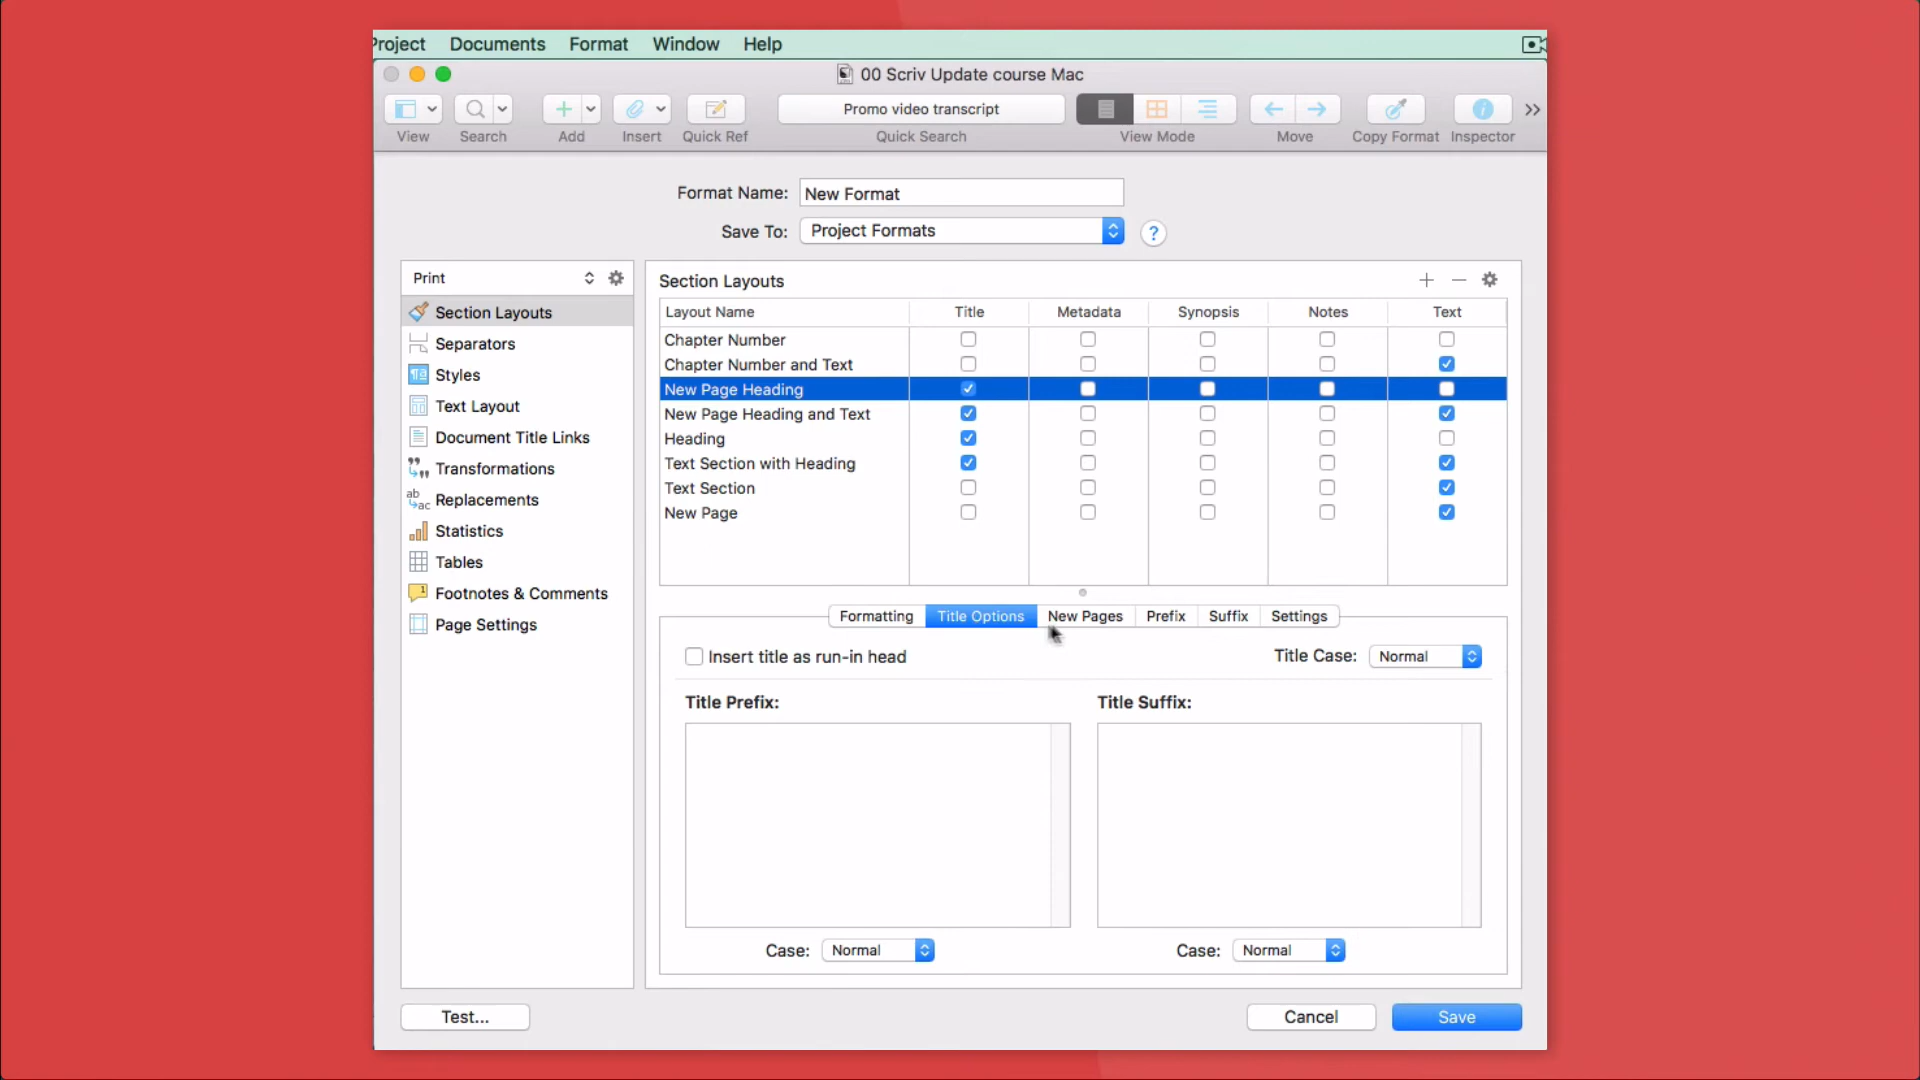 Project Documents Format Window Help
00 Scriv Update course Mac
Promo video transcript
View Search Add Insert Quick Ref Quick Search View Mode Move Copy Format Inspector
Format Name: New Format
Save To: Project Formats ?
Print
Section Layouts
Separators
Styles
Text Layout
Document Title Links
Transformations
Replacements
Statistics
Tables
Footnotes & Comments
Page Settings
Section Layouts
Layout Name Title Metadata Synopsis Notes Text
Chapter Number
Chapter Number and Text
New Page Heading
New Page Heading and Text
Heading
Text Section with Heading
Text Section
New Page
Formatting Title Options New Pages Prefix Suffix Settings
Insert title as run-in head Title Case: Normal
Title Prefix: Title Suffix:
Case: Normal Case: Normal
Test... Cancel Save